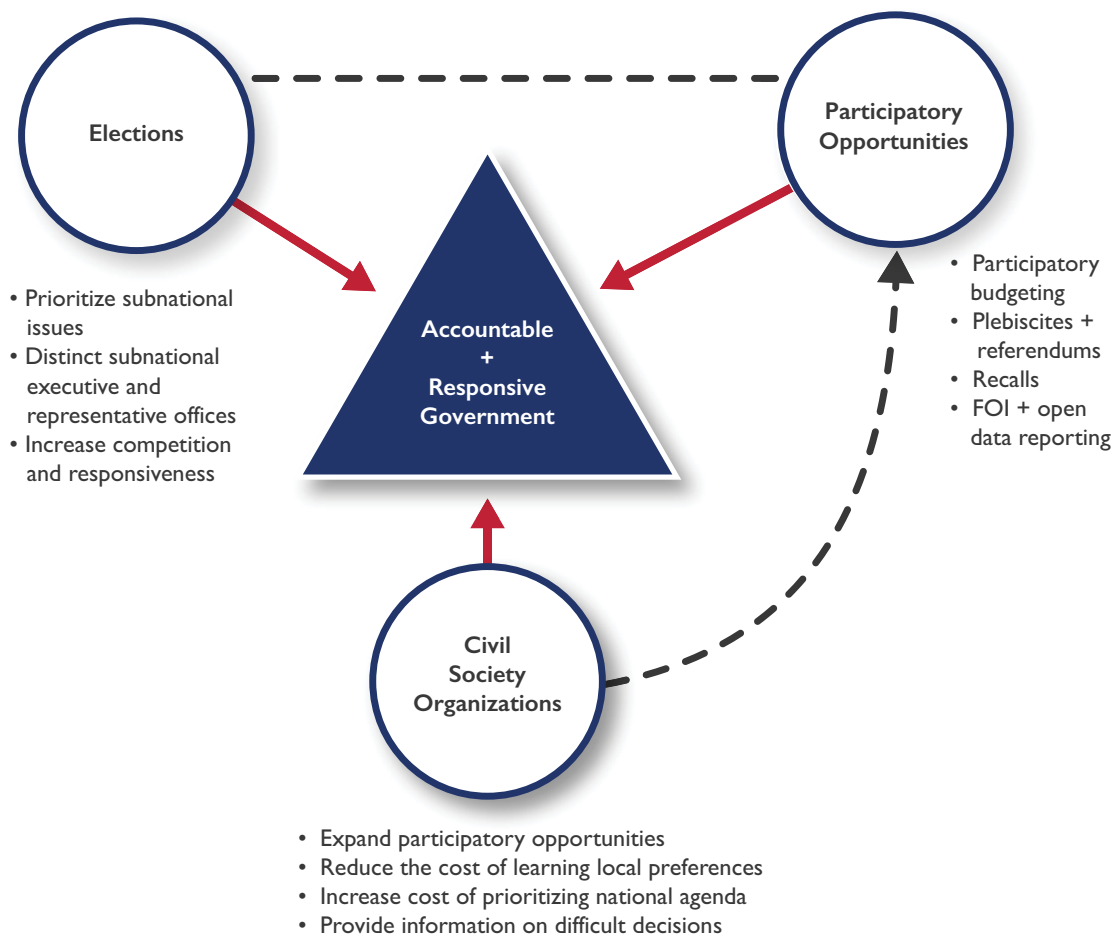 Elections
Participatory
Opportunities
Accountable
+
Responsive
Government
• Prioritize subnational
issues
• Distinct subnational
executive and
representative offices
• Increase competition
and responsiveness
• Participatory
budgeting
• Plebiscites +
referendums
• Recalls
• FOI + open
data reporting
Civil
Society
Organizations
• Expand participatory opportunities
• Reduce the cost of learning local preferences
• Increase cost of prioritizing national agenda
• Provide information on difficult decisions